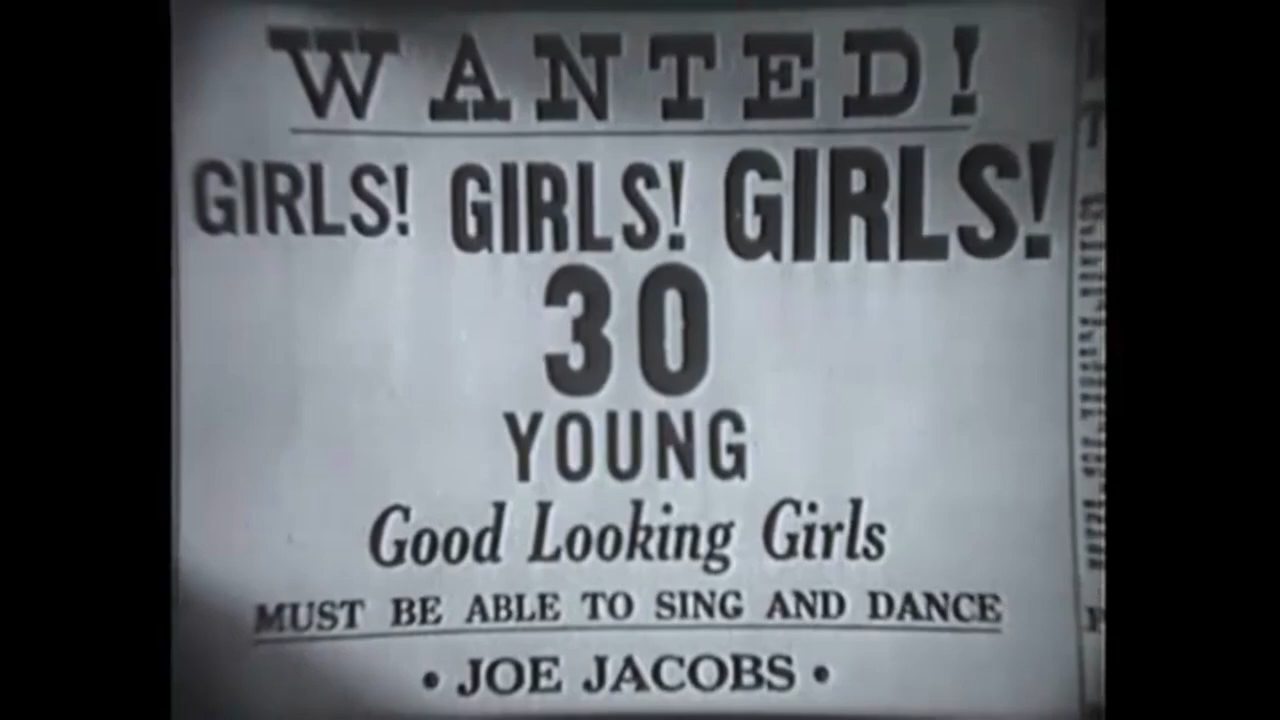 WANTED!
GIRLS! GIRLS! GIRLS!
30
YOUNG
Good Looking Girls
MUST BE ABLE TO SING AND DANCE
• JOE JACOBS •